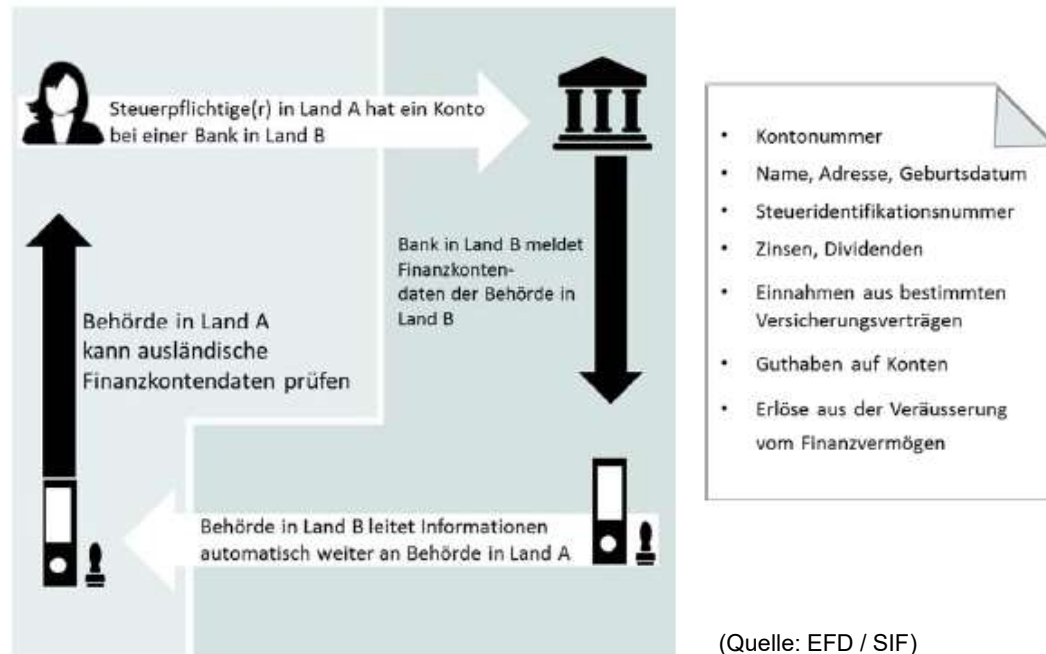 Steuerpflichtige(r) in Land A hat ein Konto
bei einer Bank in Land B
Bank in Land B meldet
Finanzkonten-
daten der Behörde in
Land B
Behörde in Land B leitet Informationen
automatisch weiter an Behörde in Land A
Behörde in Land A
kann ausländische
Finanzkontendaten prüfen
• Kontonummer
• Name, Adresse, Geburtsdatum
• Steueridentifikationsnummer
• Zinsen, Dividenden
• Einnahmen aus bestimmten
Versicherungsverträgen
• Guthaben auf Konten
• Erlöse aus der Veräusserung
vom Finanzvermögen
(Quelle: EFD / SIF)